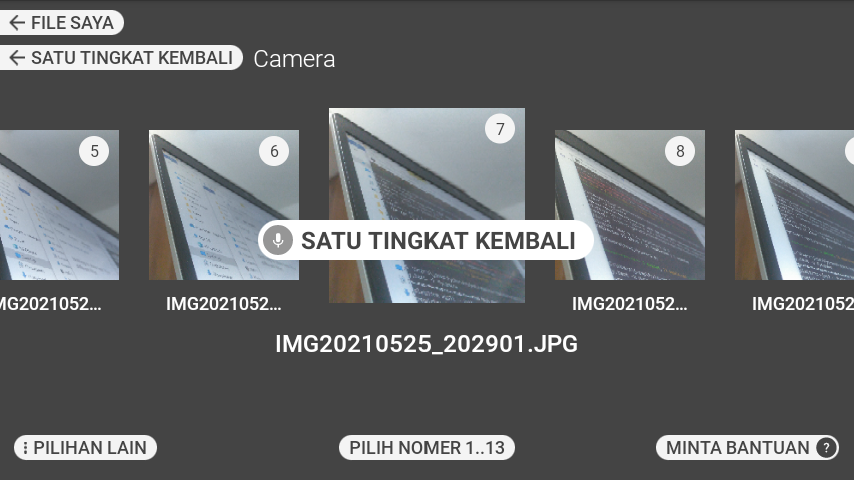 FILE SAYA
SATU TINGKAT KEMBALI
Camera
5
6
7
8
SATU TINGKAT KEMBALI
MG2021052...
IMG2021052...
IMG2021052...
IMG2021052
IMG20210525_202901.JPG
PILIHAN LAIN
PILIH NOMER 1..13
MINTA BANTUAN ?